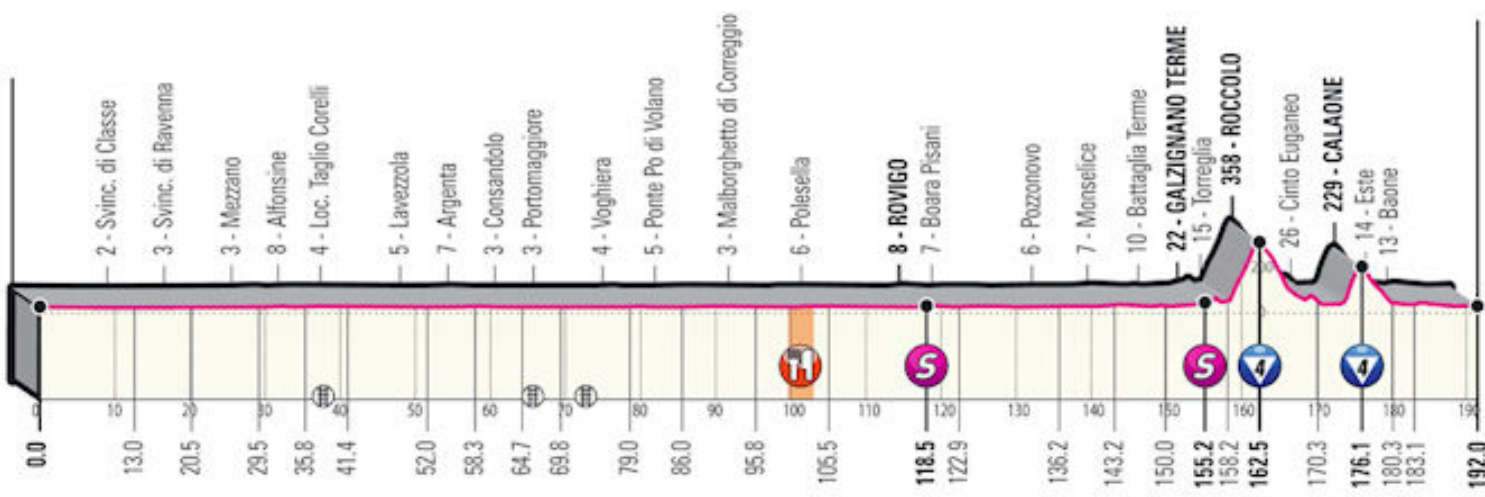 2 - Svinc. di Classe
3 - Svinc. di Ravenna
3 - Mezzano
8 - Alfonsine
4 - Loc. Taglio Corelli
5 - Lavezzola
7 - Argenta
3 - Consandolo
3 - Portomaggiore
4 - Voghiera
5 - Ponte Po di Volano
3 - Malborghetto di Correggio
6 - Polesella
8 - ROVIGO
7 - Boara Pisani
6 - Pozzonovo
7 - Monselice
10 - Battaglia Terme
22 - GALZIGNANO TERME
15 - Torreglia
358 - ROCCOLO
26 - Cinto Euganeo
229 - CALAONE
14 - Este
13 - Baone
200
0
S
S
4
4
0 10 20 30 40 50 60 70 80 90 100 110 120 130 140 150 160 170 180 190
0.0
13.0
20.5
29.5
35.8
41.4
52.0
58.3
64.7
69.8
79.0
86.0
95.8
105.5
118.5
122.9
136.2
143.2
150.0
155.2
158.2
162.5
170.3
176.1
180.3
183.1
192.0